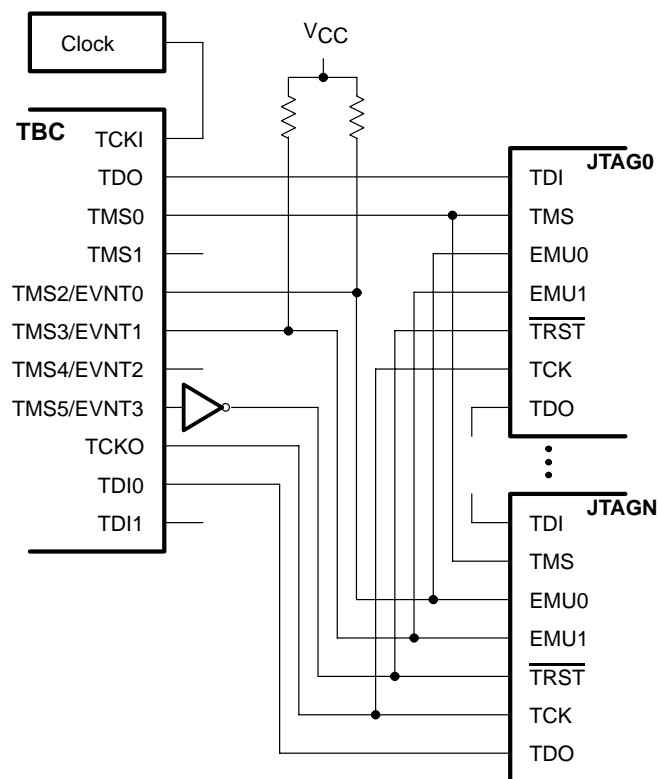 Clock
VCC
TBC
TCKI
TDO
TMS0
TMS1
TMS2/EVNT0
TMS3/EVNT1
TMS4/EVNT2
TMS5/EVNT3
TCKO
TDI0
TDI1
JTAG0
TDI
TMS
EMU0
EMU1
TRST
TCK
TDO
JTAGN
TDI
TMS
EMU0
EMU1
TRST
TCK
TDO